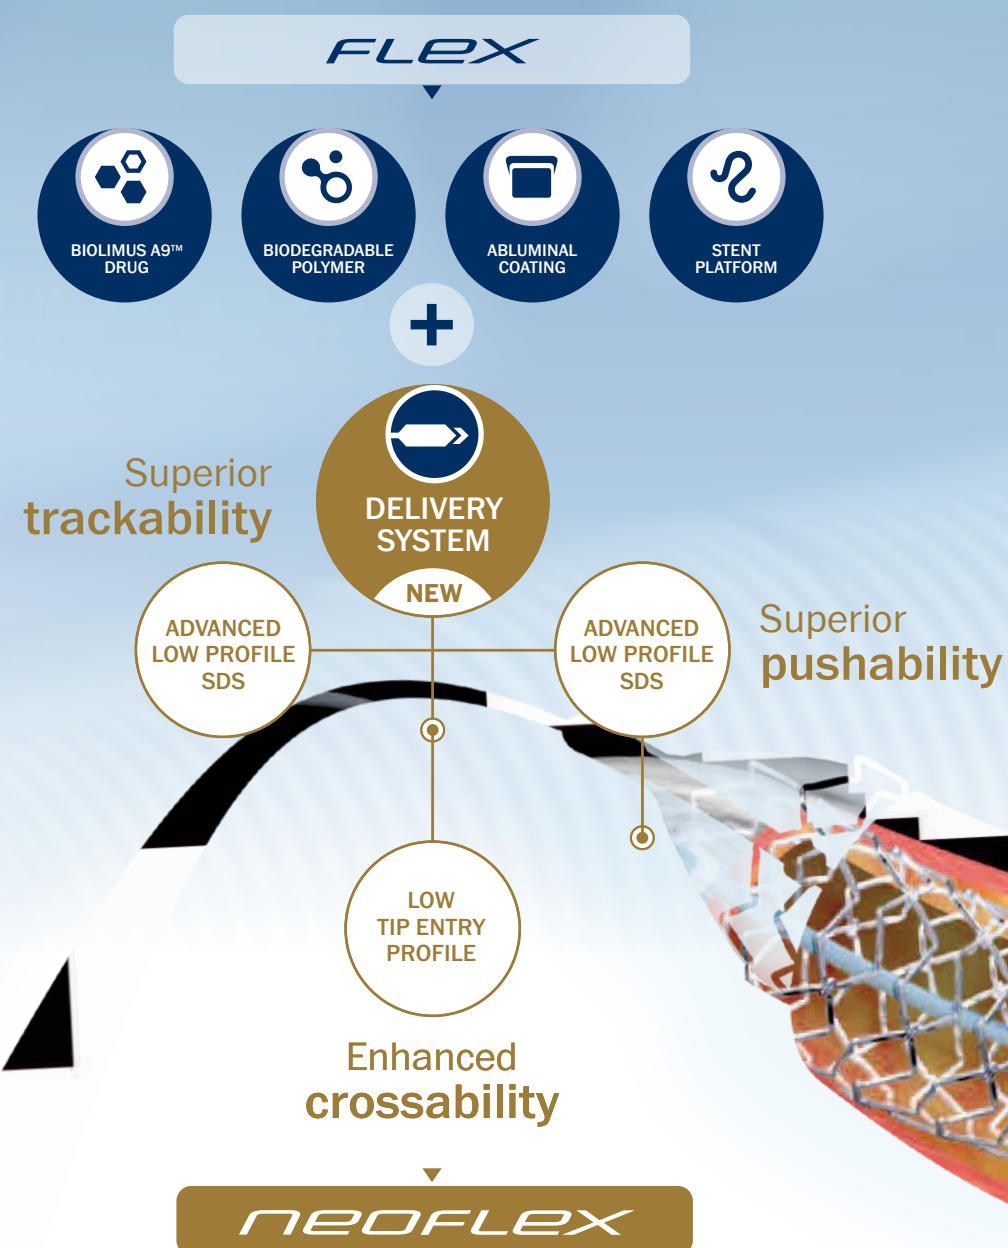 FLEX
BIOLIMUS A9™
DRUG
BIODEGRADABLE
POLYMER
ABLUMINAL
COATING
STENT
PLATFORM
+
Superior
trackability
DELIVERY
SYSTEM
NEW
ADVANCED
LOW PROFILE
SDS
ADVANCED
LOW PROFILE
SDS
Superior
pushability
LOW
TIP ENTRY
PROFILE
Enhanced
crossability
NEOFLEX